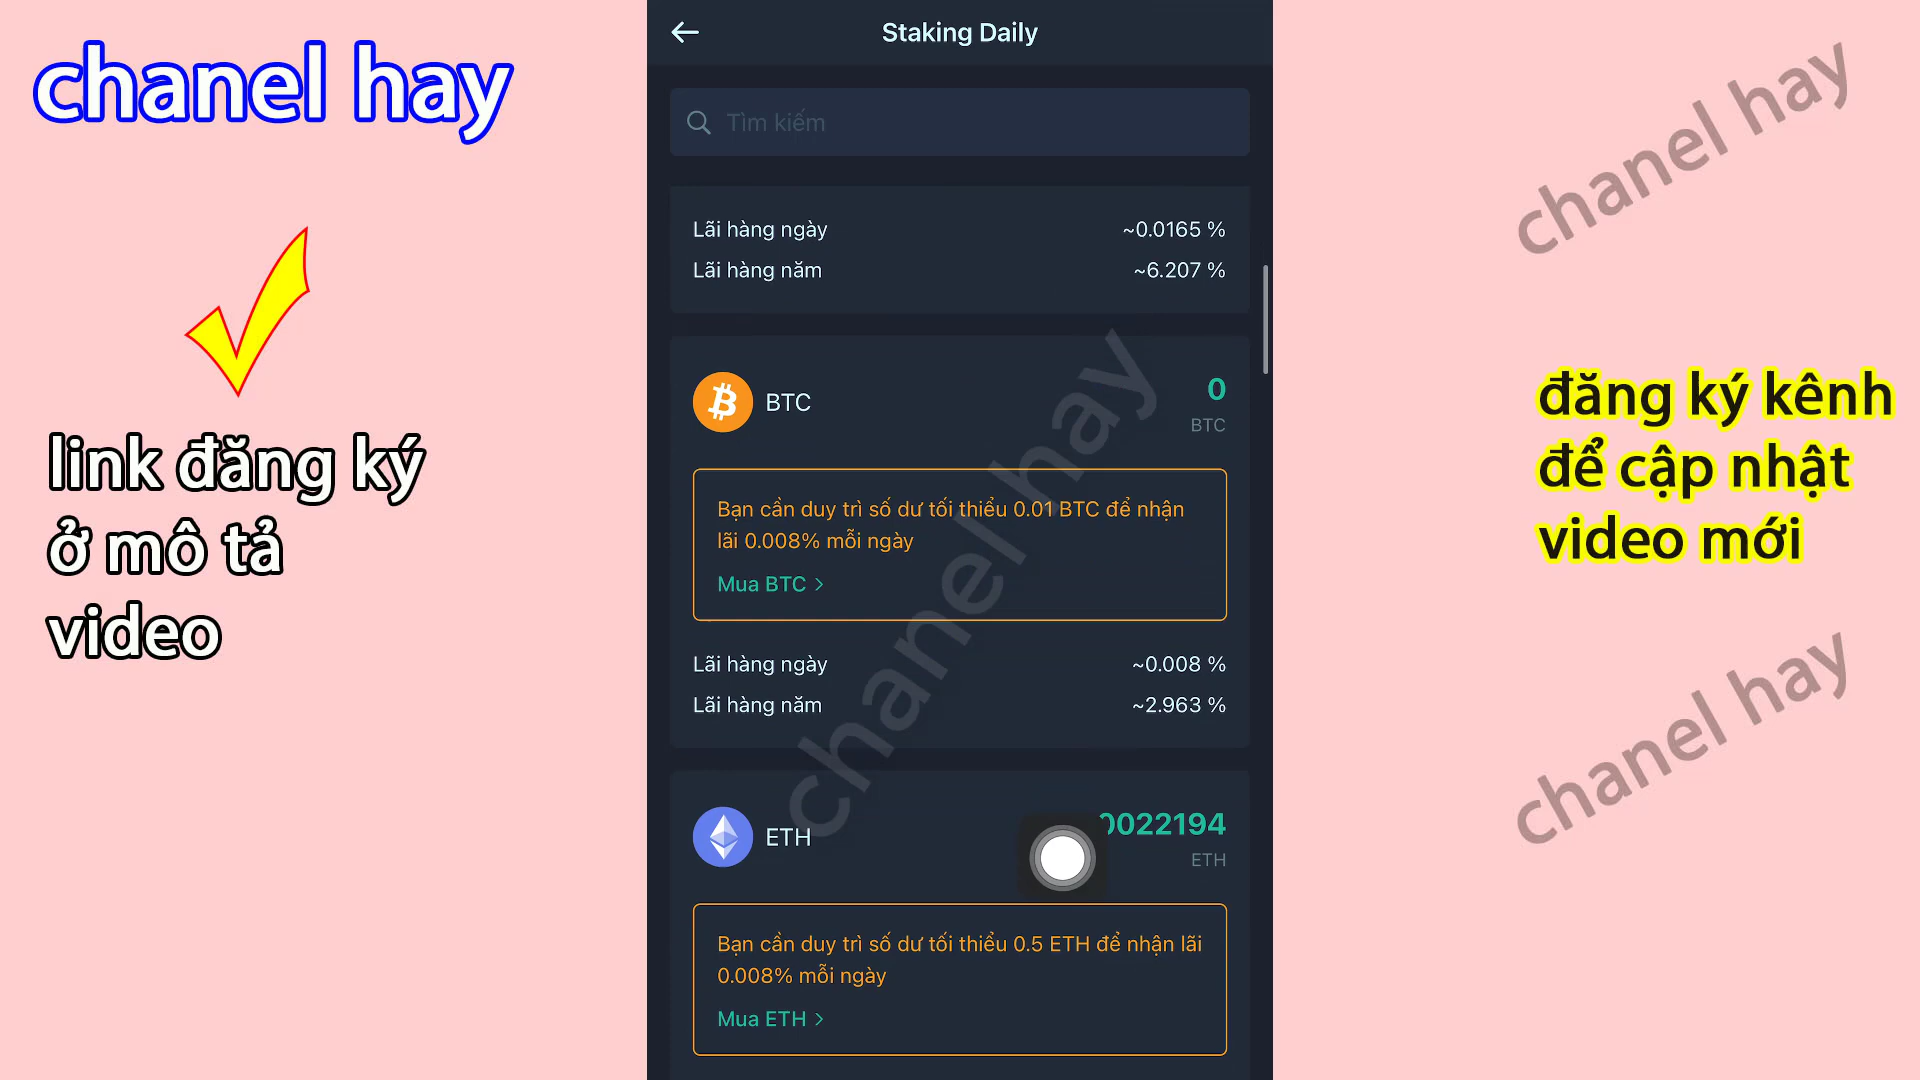 chanel hay
link đăng ký
ở mô tả
video
Staking Daily
Tìm kiếm
Lãi hàng ngày ~0.0165 %
Lãi hàng năm ~6.207 %
BTC
0
BTC
Bạn cần duy trì số dư tối thiểu 0.01 BTC để nhận
lãi 0.008% mỗi ngày
Mua BTC >
Lãi hàng ngày ~0.008 %
Lãi hàng năm ~2.963 %
chanel hay
ETH
0022194
ETH
Bạn cần duy trì số dư tối thiểu 0.5 ETH để nhận lãi
0.008% mỗi ngày
Mua ETH >
chanel hay
đăng ký kênh
để cập nhật
video mới
chanel hay